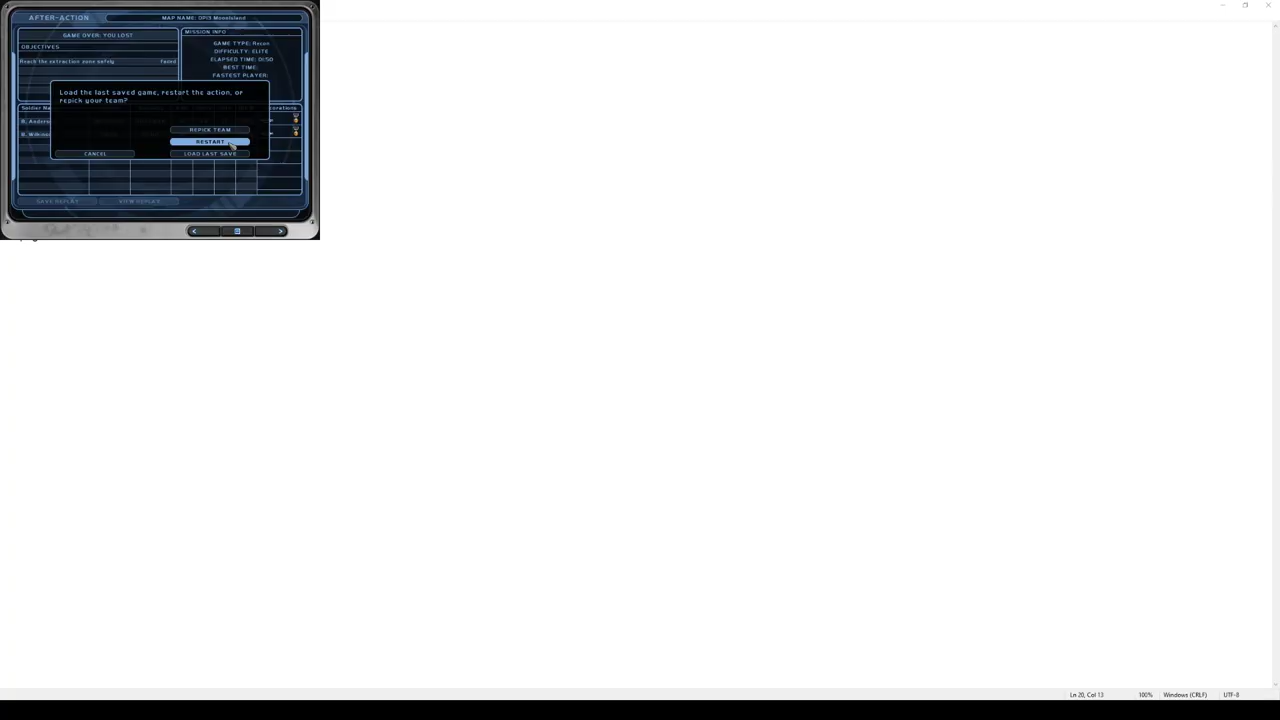 AFTER-ACTION
MAP NAME: DP13 MonoIsland
GAME OVER: YOU LOST
OBJECTIVES
Reach the extraction zone safely Failed
MISSION INFO
GAME TYPE: Recon
DIFFICULTY: ELITE
ELAPSED TIME: 01:50
BEST TIME:
FASTEST PLAYER:
Load the last saved game, restart the action, or
repick your team?
REPICK TEAM
RESTART
CANCEL
LOAD LAST SAVE
Soldier
B.
B.
SAVE REPLAY
VIEW REPLAY
Ln 20, Col 13
100%
Windows (CRLF)
UTF-8